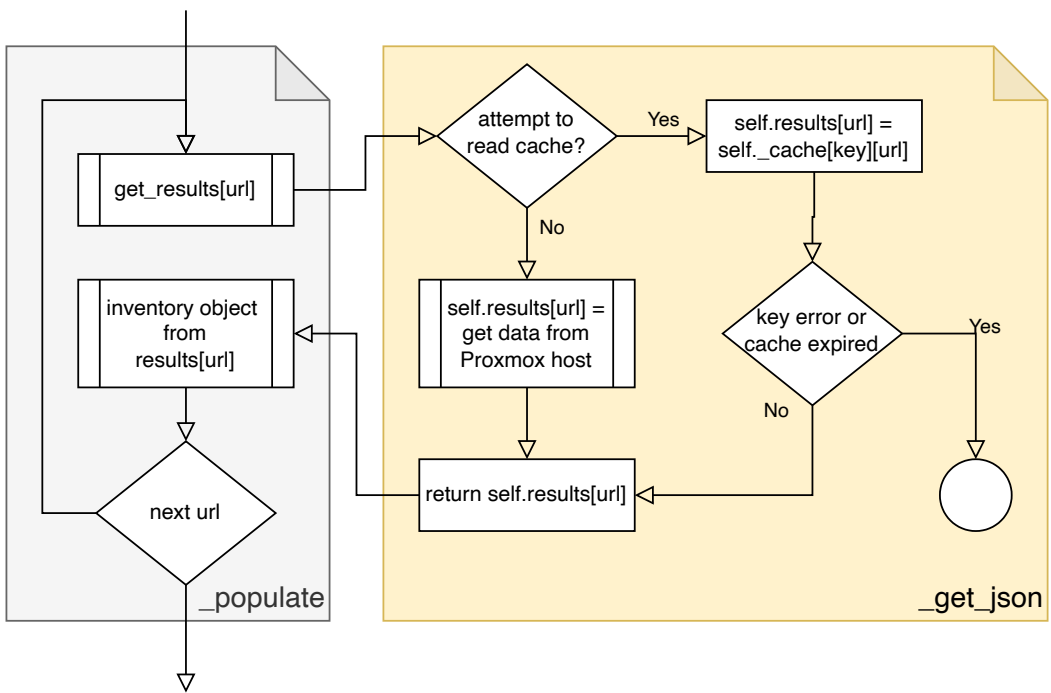 get_results[url]
inventory object
from
results[url]
next url
_populate
attempt to
read cache?
Yes
self.results[url] =
self._cache[key][url]
No
self.results[url] =
get data from
Proxmox host
key error or
cache expired
Yes
No
return self.results[url]
_get_json